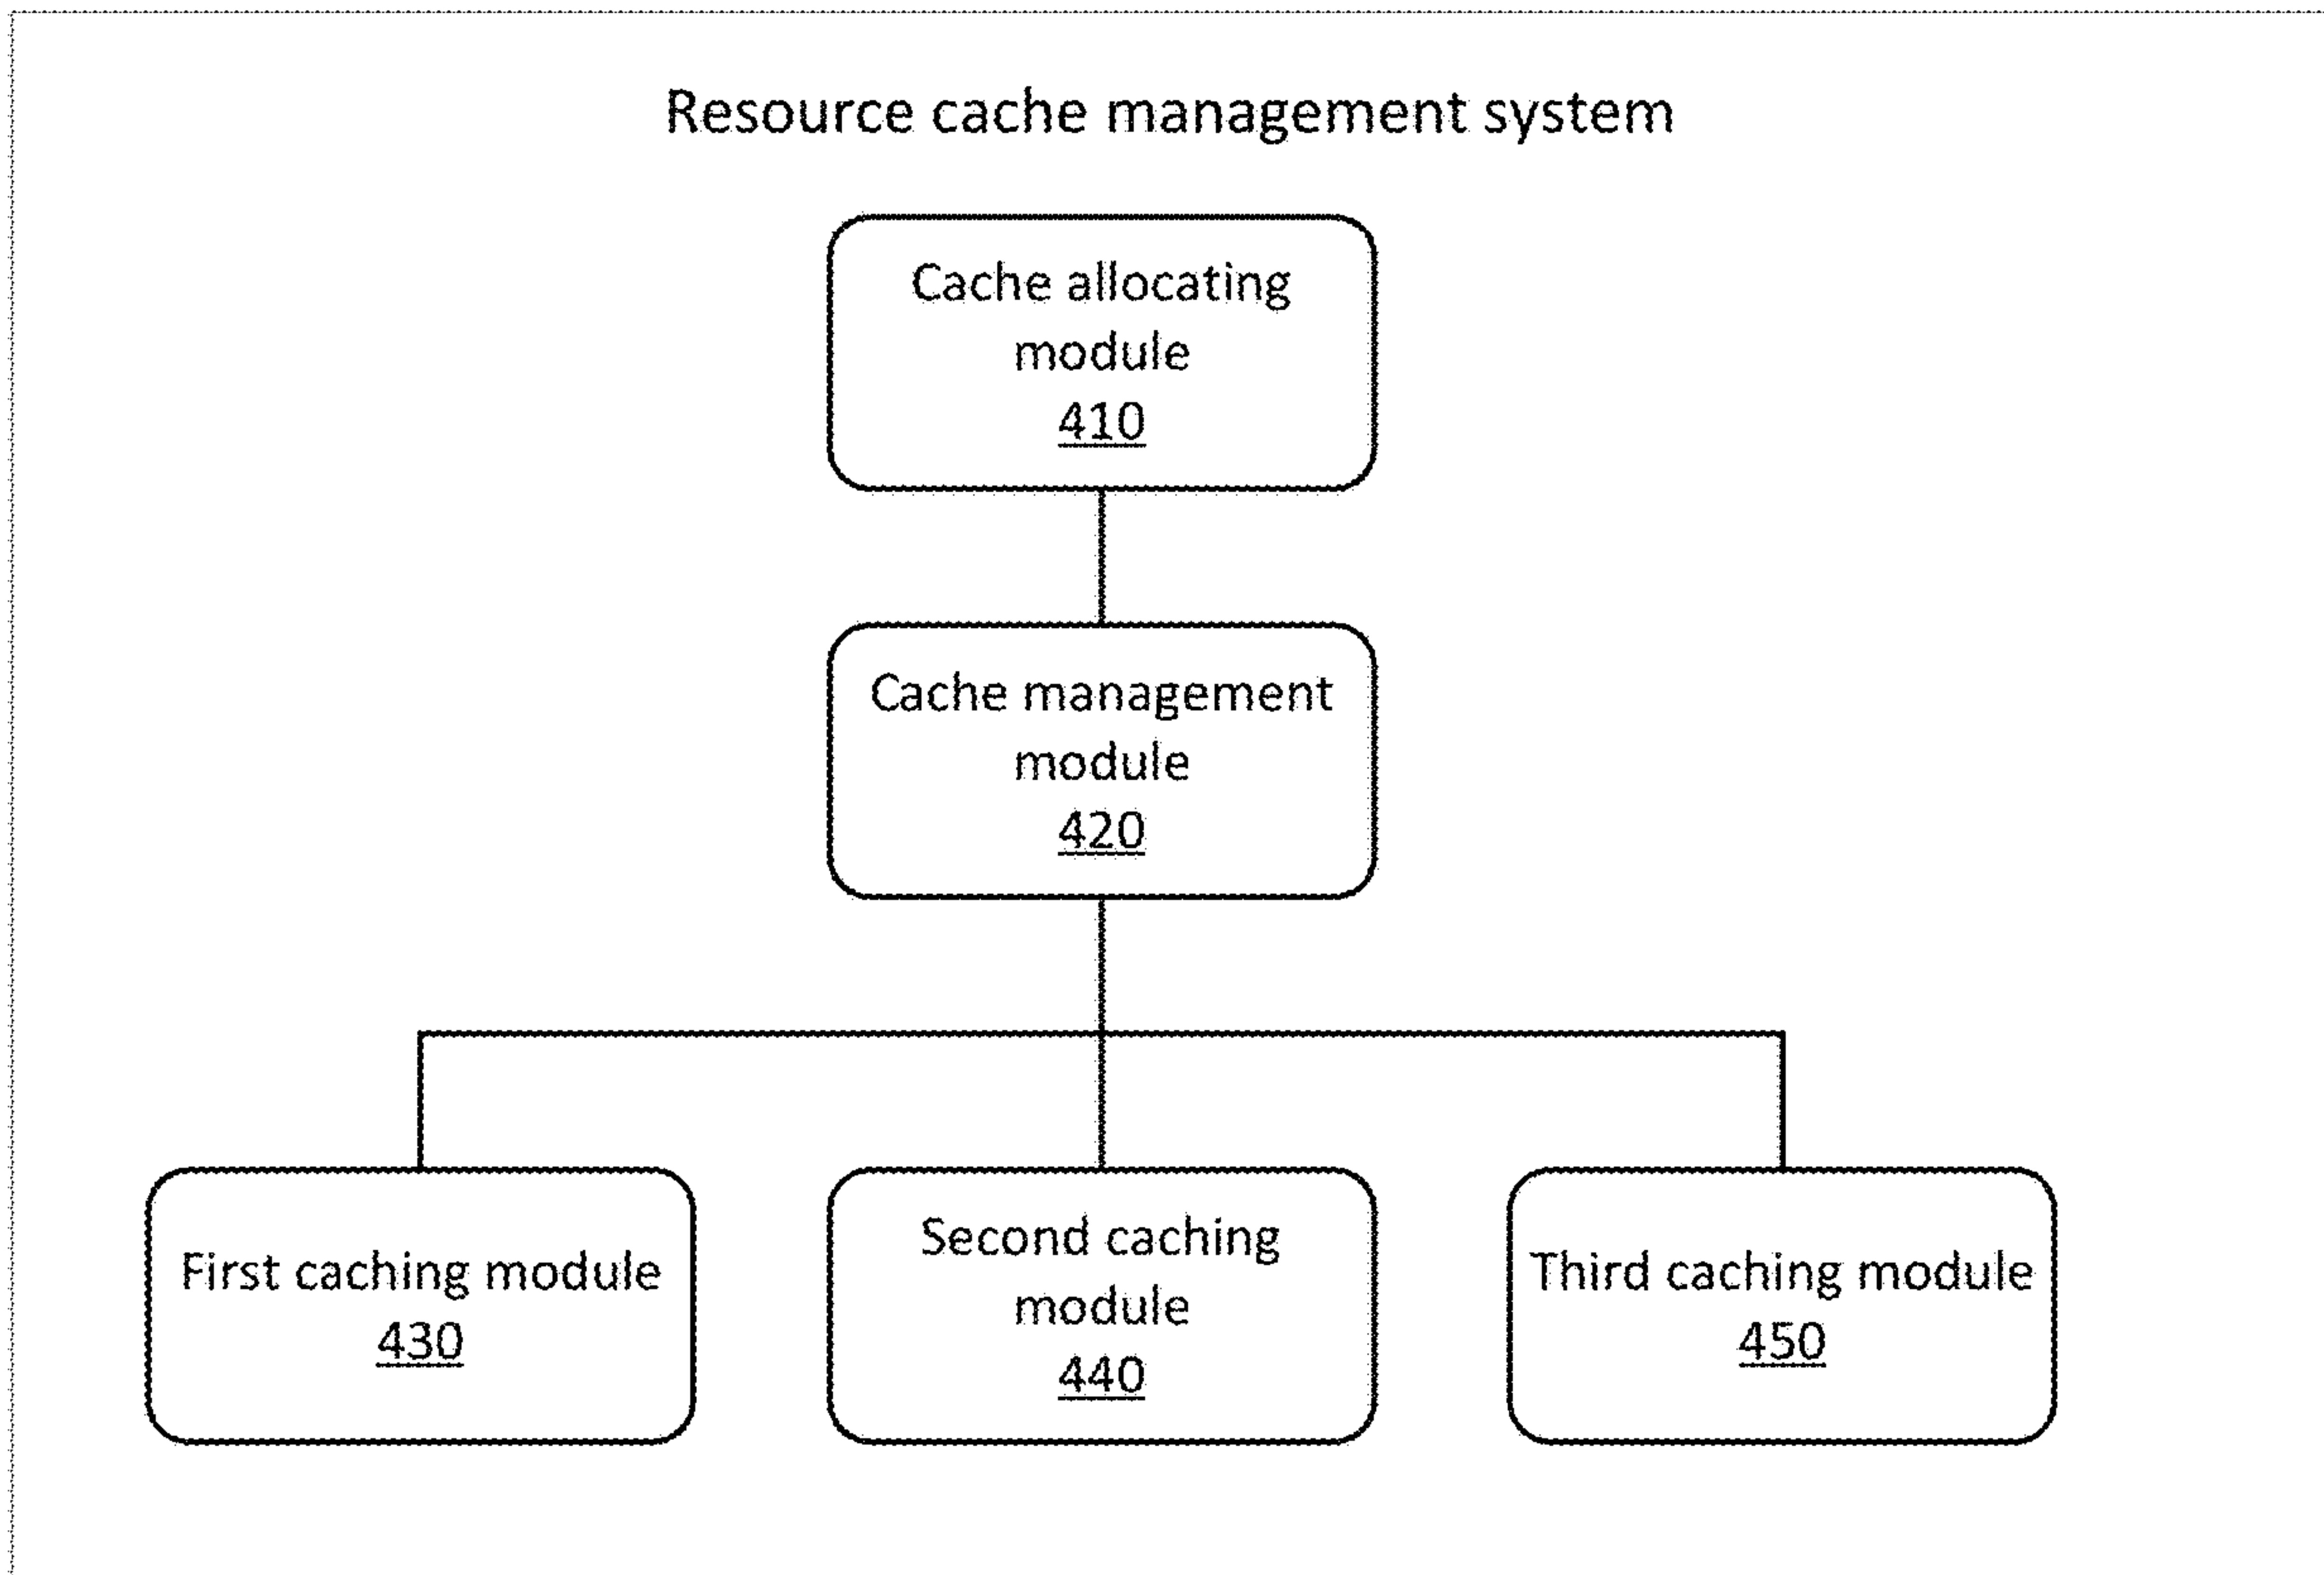 Resource cache management system
Cache allocating
module
410
Cache management
module
420
First caching module
430
Second caching
module
440
Third caching module
450